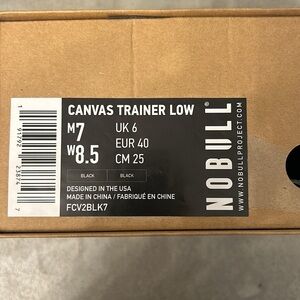 CANVAS TRAINER LOW
M7 UK 6
EUR 40
W8.5 CM 25
BLACK BLACK
DESIGNED IN THE USA
MADE IN CHINA / FABRIQUÉ EN CHINE
FCV2BLK7
NOBULL®
WWW.NOBULLPROJECT.COM